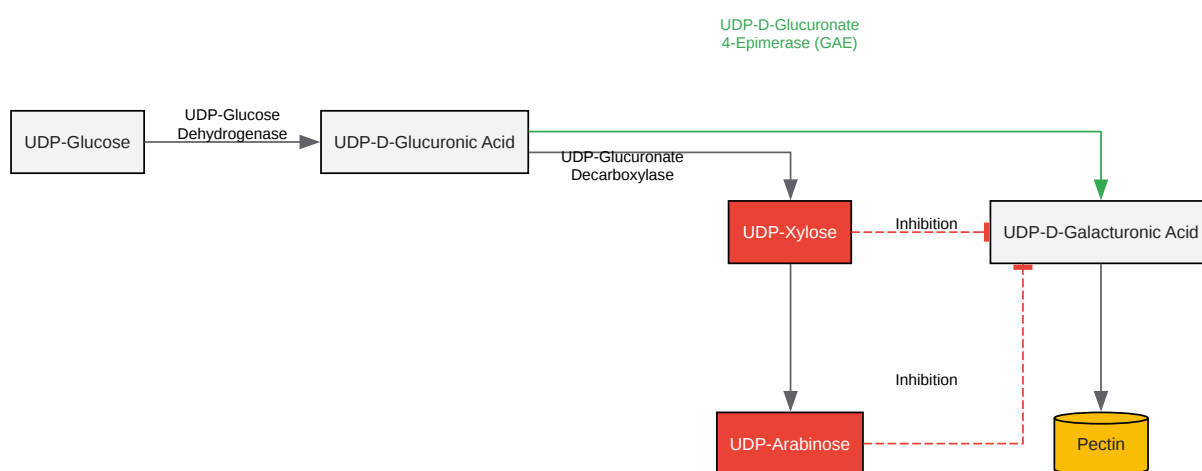 UDP-D-Glucuronate
4-Epimerase (GAE)
UDP-Glucose
UDP-Glucose
Dehydrogenase
UDP-D-Glucuronic Acid
UDP-Glucuronate
Decarboxylase
UDP-Xylose
Inhibition
UDP-D-Galacturonic Acid
Inhibition
UDP-Arabinose
Pectin